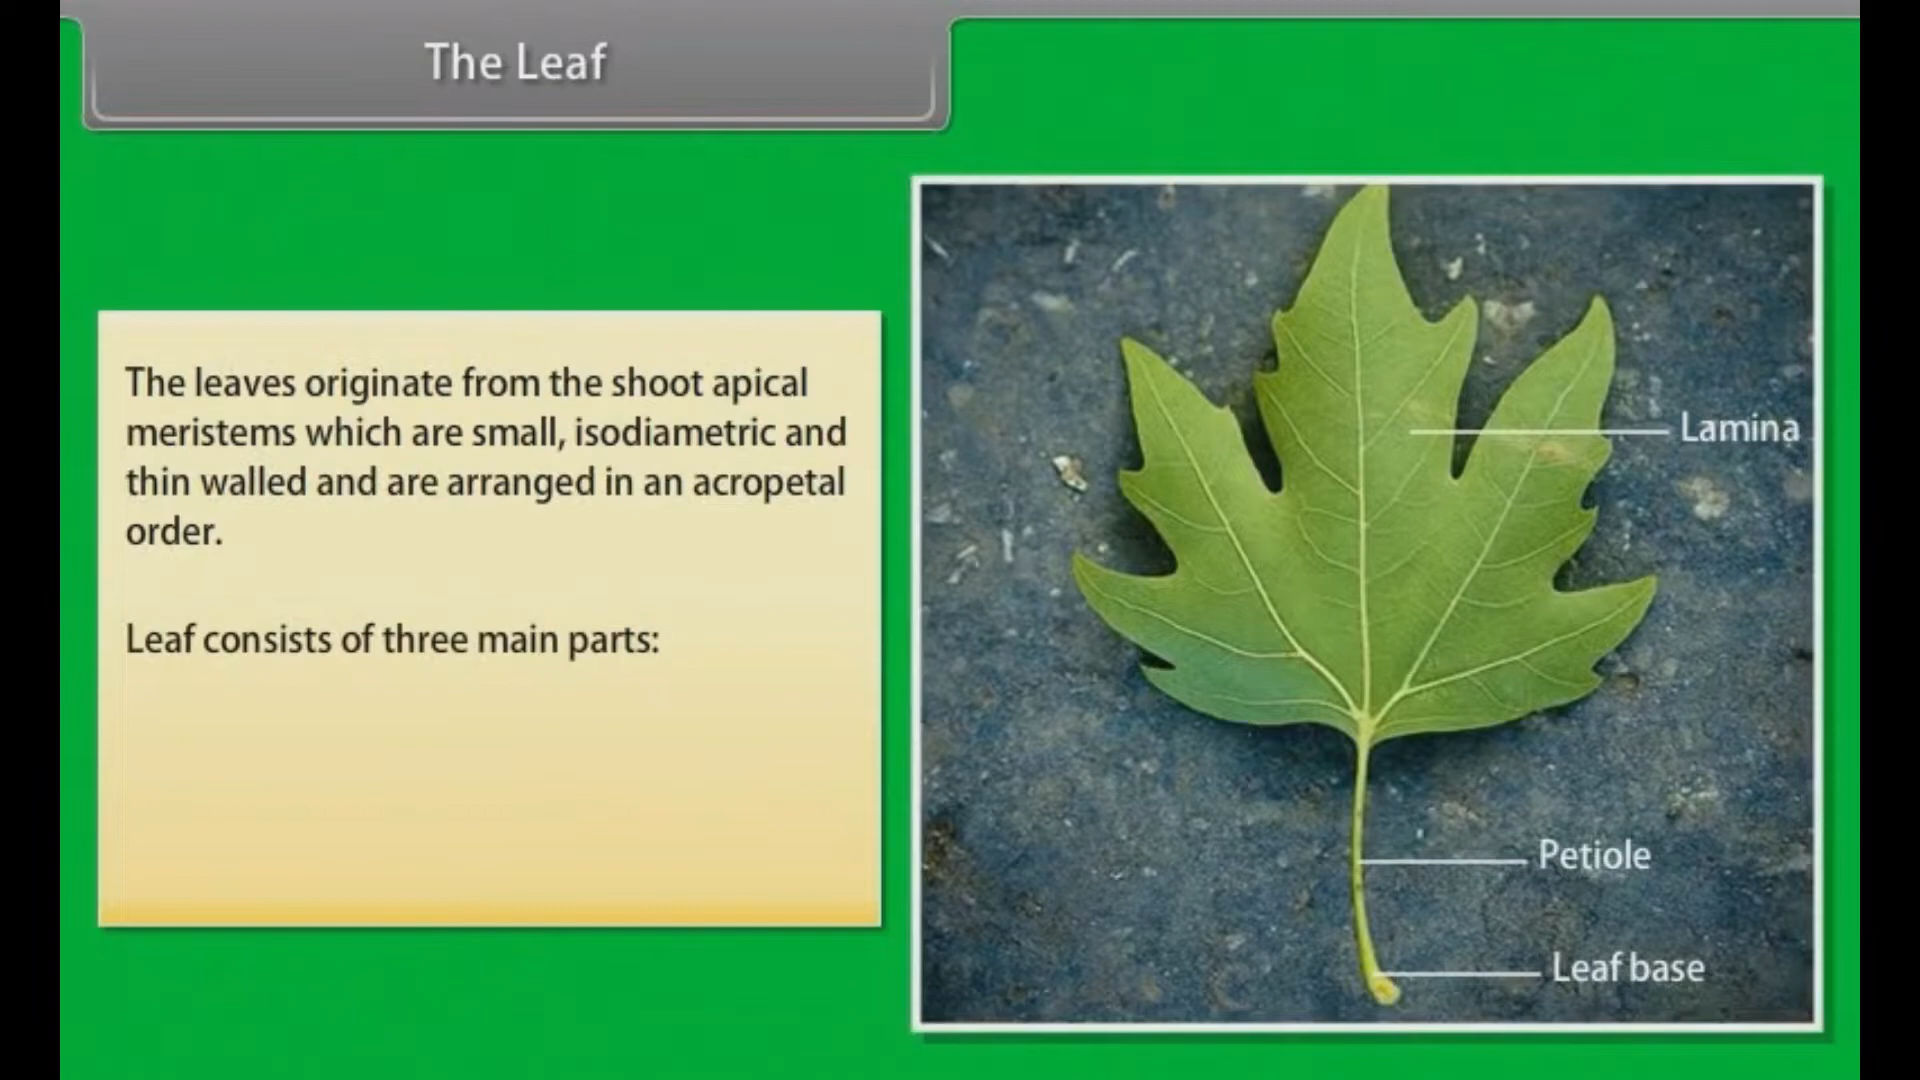 The Leaf
The leaves originate from the shoot apical
meristems which are small, isodiametric and
thin walled and are arranged in an acropetal
order.
Leaf consists of three main parts:
Lamina
Petiole
Leaf base